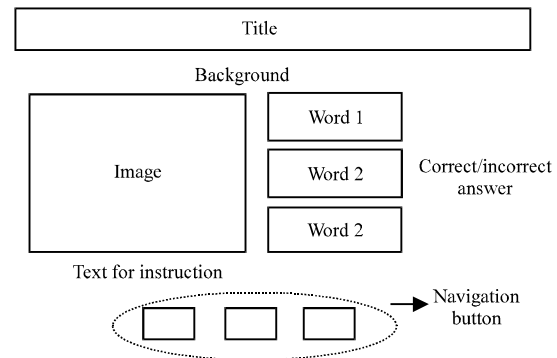 Title
Background
Image
Word 1
Word 2
Word 2
Correct/incorrect
answer
Text for instruction
Navigation
button